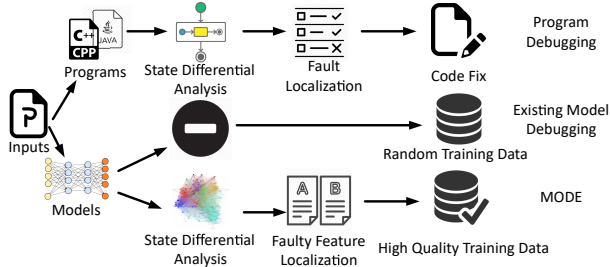 C++
CPP
JAVA
Programs
State Differential
Analysis
Fault
Localization
Code Fix
Program
Debugging
P
Inputs
Existing Model
Debugging
Random Training Data
Models
State Differential
Analysis
A B
Faulty Feature
Localization
High Quality Training Data
MODE